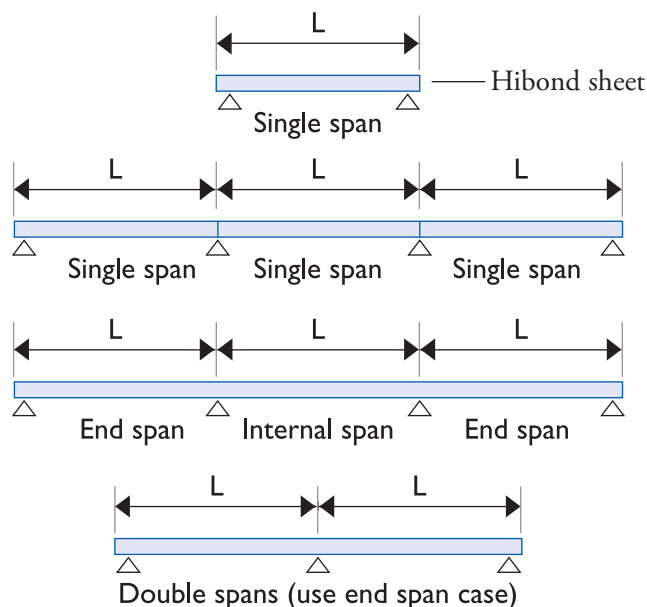 L
Hibond sheet
Single span
L L L
Single span Single span Single span
L L L
End span Internal span End span
L L
Double spans (use end span case)